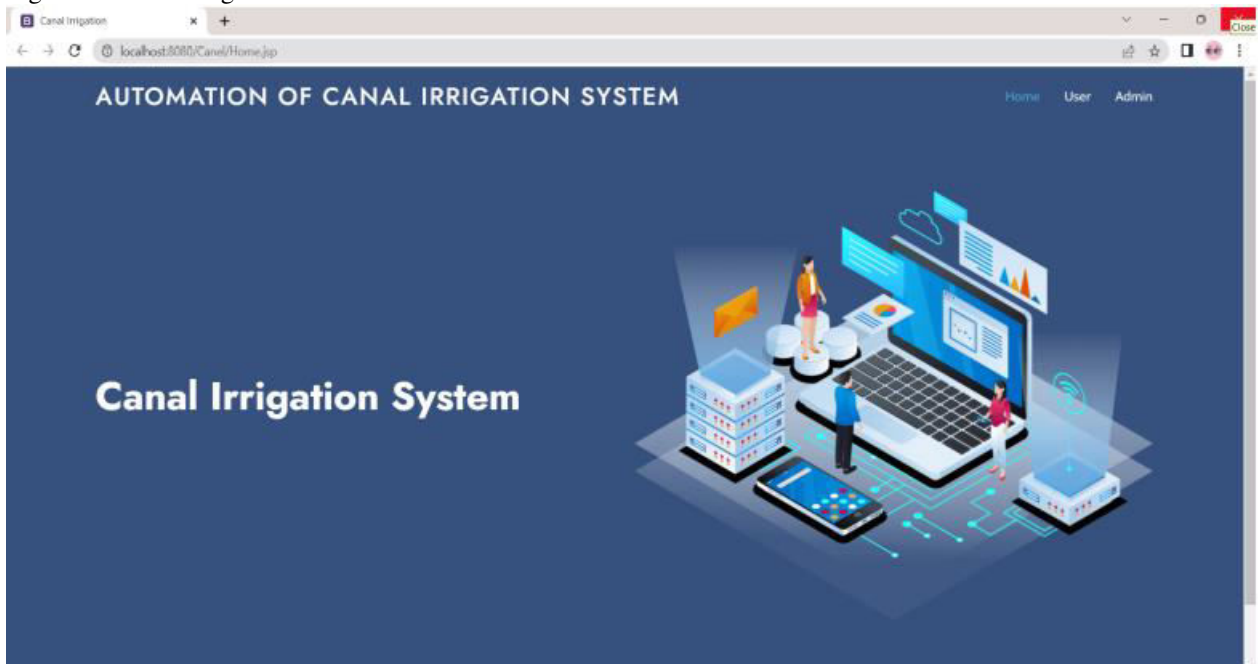 Canal Irrigation
Close
localhost:8080/Canel/Home.jsp
AUTOMATION OF CANAL IRRIGATION SYSTEM
Home User Admin
Canal Irrigation System